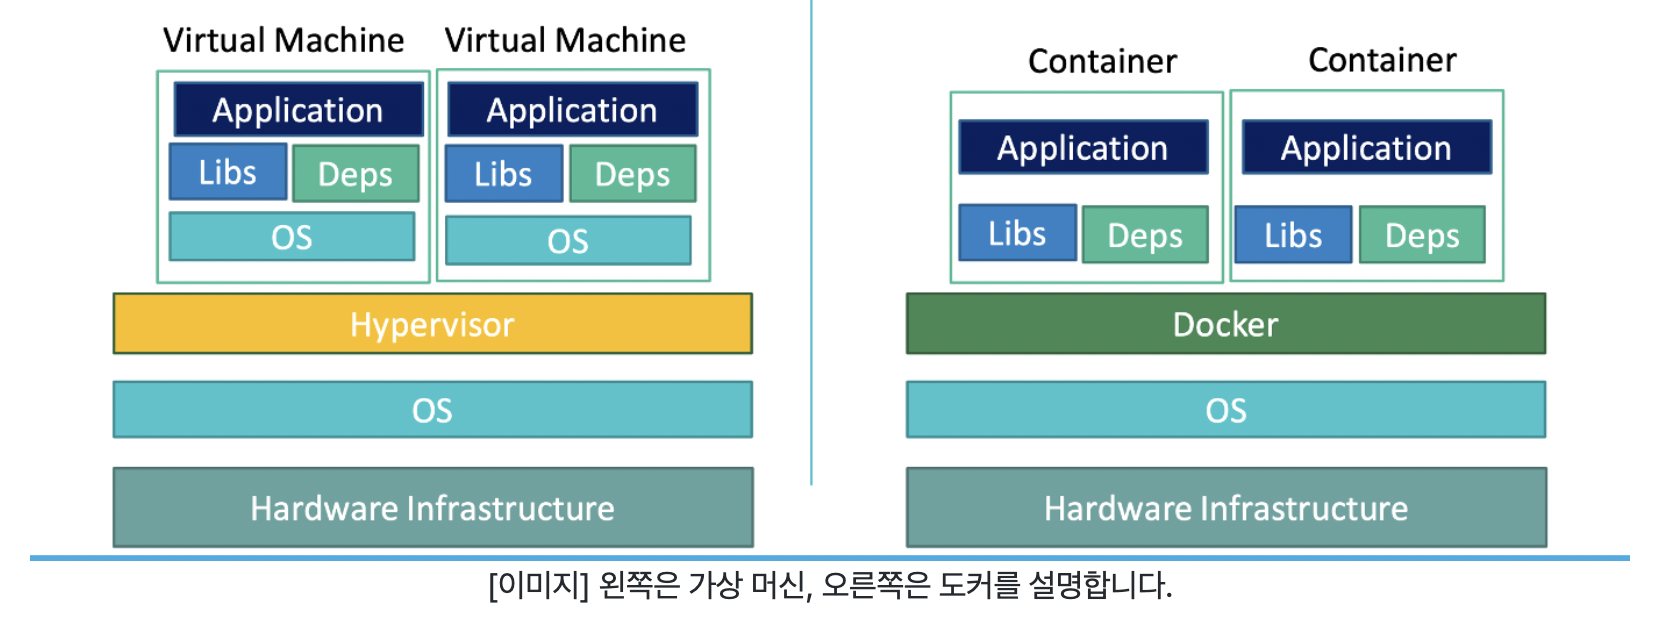 Virtual Machine
Virtual Machine
Application
Application
Libs
Deps
Libs
Deps
OS
OS
Hypervisor
OS
Hardware Infrastructure
Container
Container
Application
Application
Libs
Deps
Libs
Deps
Docker
OS
Hardware Infrastructure
[이미지] 왼쪽은 가상 머신, 오른쪽은 도커를 설명합니다.